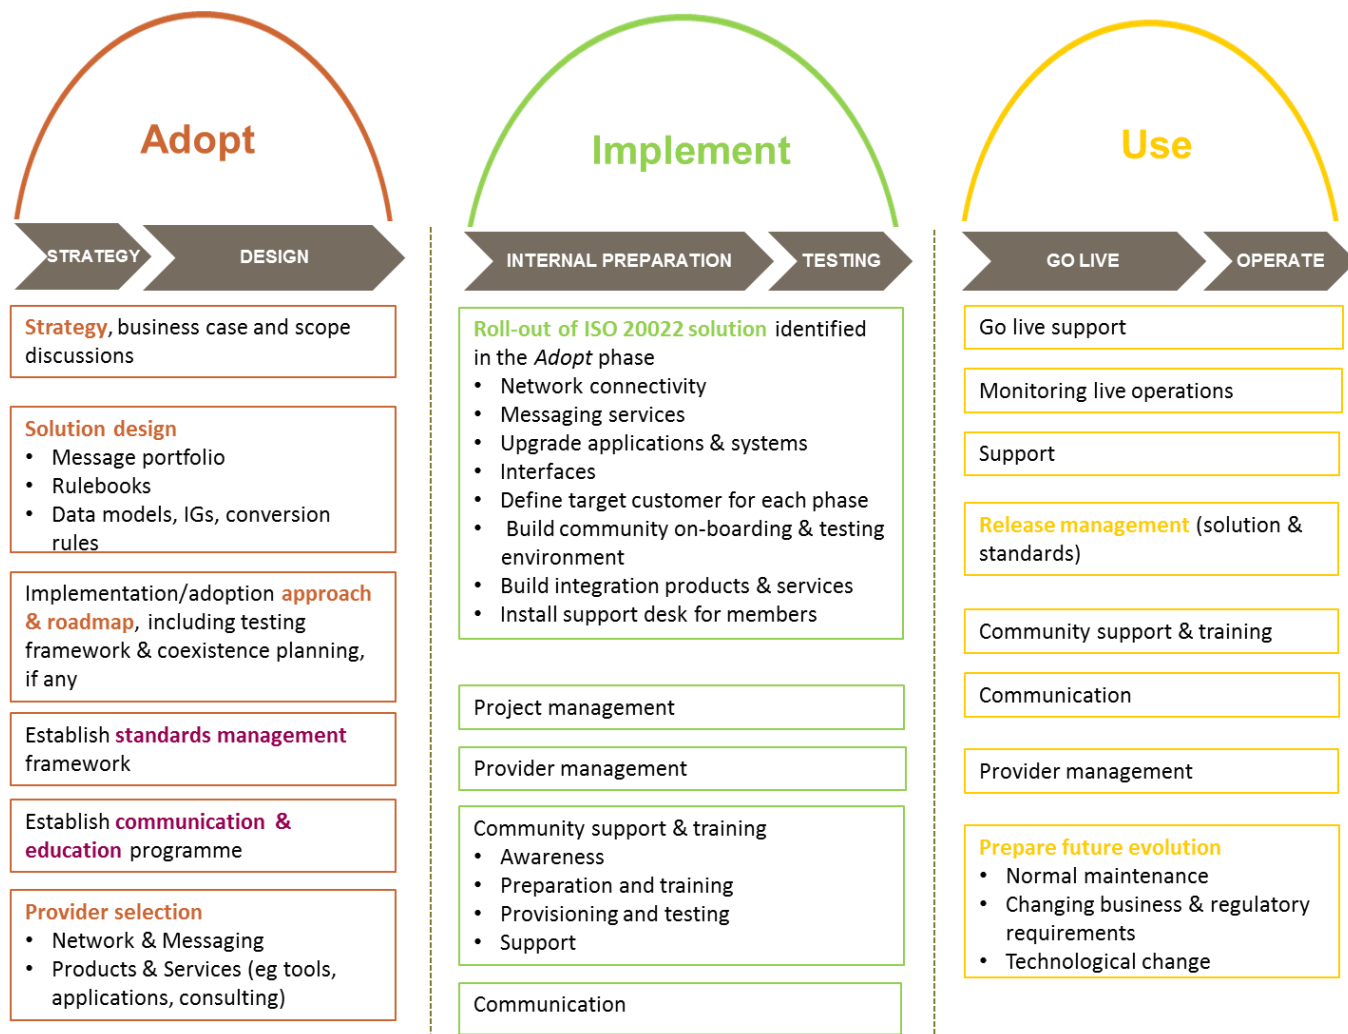 Adopt
STRATEGY
DESIGN
Strategy, business case and scope
discussions
Solution design
• Message portfolio
• Rulebooks
• Data models, IGs, conversion
rules
Implementation/adoption approach
& roadmap, including testing
framework & coexistence planning,
if any
Establish standards management
framework
Establish communication &
education programme
Provider selection
• Network & Messaging
• Products & Services (eg tools,
applications, consulting)
Implement
INTERNAL PREPARATION
TESTING
Roll-out of ISO 20022 solution identified
in the Adopt phase
• Network connectivity
• Messaging services
• Upgrade applications & systems
• Interfaces
• Define target customer for each phase
• Build community on-boarding & testing
environment
• Build integration products & services
• Install support desk for members
Project management
Provider management
Community support & training
• Awareness
• Preparation and training
• Provisioning and testing
• Support
Communication
Use
GO LIVE
OPERATE
Go live support
Monitoring live operations
Support
Release management (solution &
standards)
Community support & training
Communication
Provider management
Prepare future evolution
• Normal maintenance
• Changing business & regulatory
requirements
• Technological change